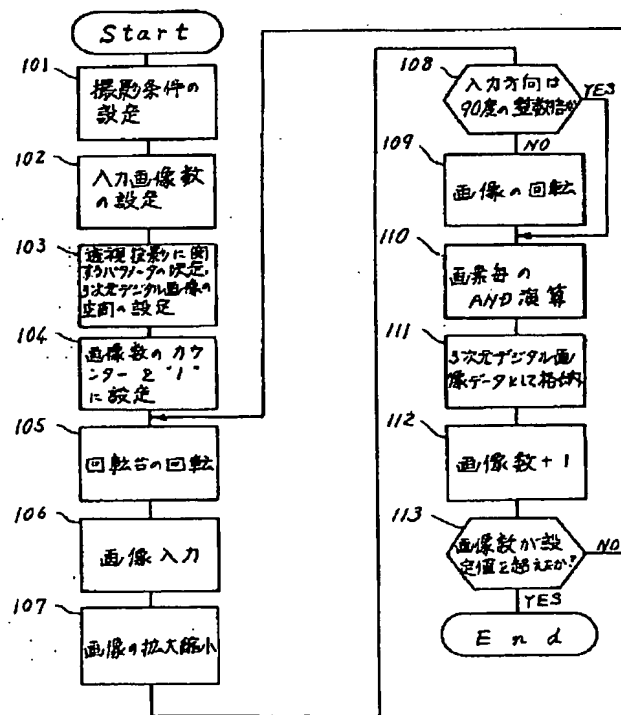 Start
101
撮影条件の
設定
102
入力画像数
の設定
103
透視投影に関
するパラメータの決定,
3次元デジタル画像の
空間の設定
104
画像数のカウ
ンターを"1"
に設定
105
回転台の回転
106
画像入力
107
画像の拡大縮小
108
入力方向は
90度の整数倍か
YES
NO
109
画像の回転
110
画素毎の
AND演算
111
3次元デジタル画
像データとして格納
112
画像数+1
113
画像数が設
定値を超えたか?
NO
YES
End